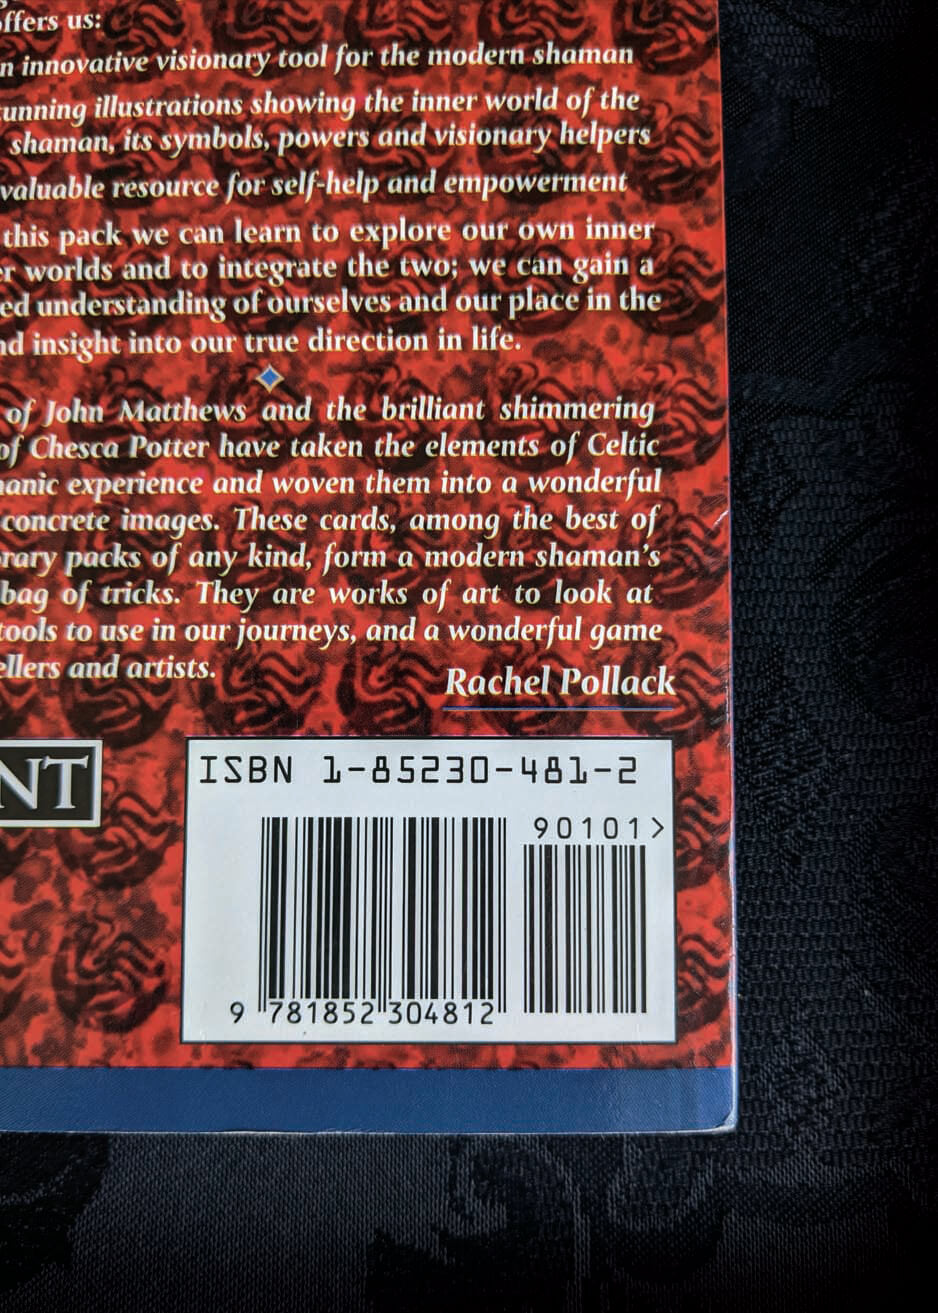 offers us:
n innovative visionary tool for the modern shaman
tunning illustrations showing the inner world of the
shaman, its symbols, powers and visionary helpers
valuable resource for self-help and empowerment
this pack we can learn to explore our own inner
er worlds and to integrate the two; we can gain a
ed understanding of ourselves and our place in the
nd insight into our true direction in life.
of John Matthews and the brilliant shimmering
of Chesca Potter have taken the elements of Celtic
manic experience and woven them into a wonderful
concrete images. These cards, among the best of
rary packs of any kind, form a modern shaman's
bag of tricks. They are works of art to look at
tools to use in our journeys, and a wonderful game
ellers and artists.
Rachel Pollack
NT
ISBN 1-85230-481-2
90101>
9 781852 304812